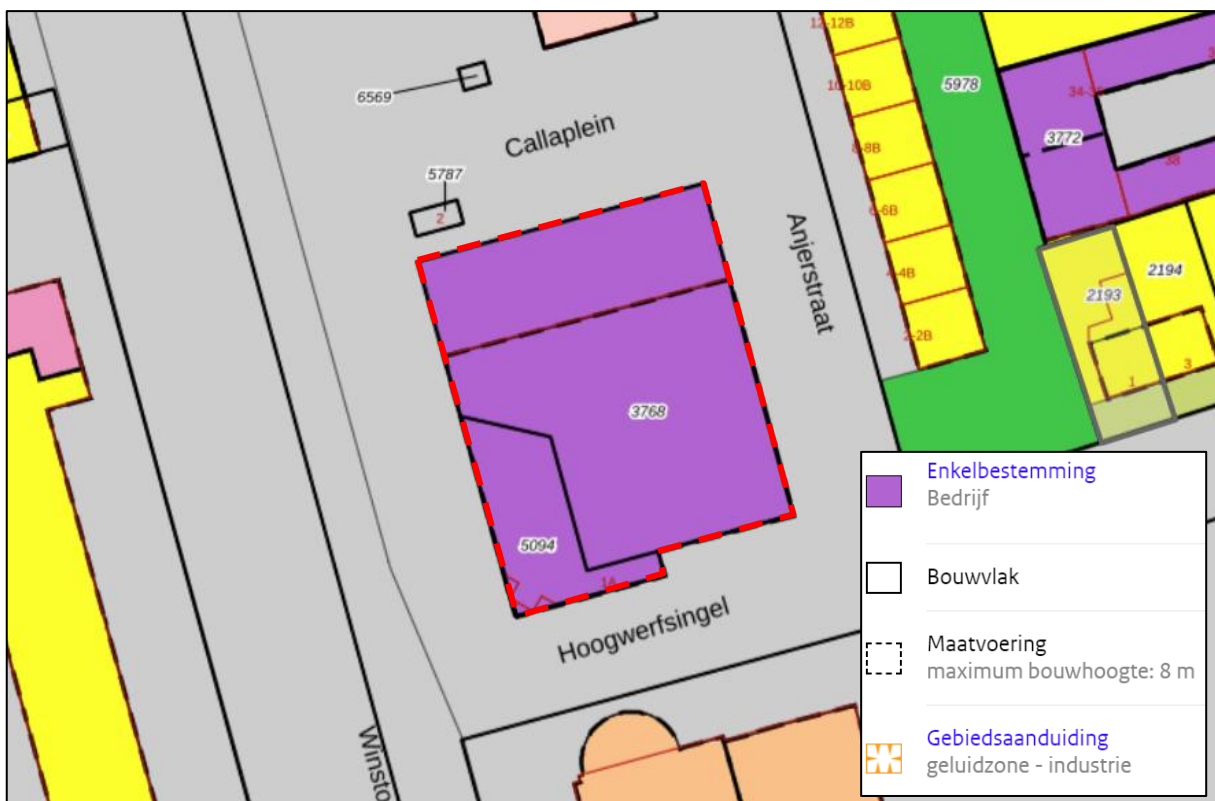 12-12B
10-10B
5978
34-3
6569
Callaplein
8-8B
3772
38
5787
2
6-6B
Anjerstraat
4-4B
2194
2193
2-2B
3
1
3768
5094
14
Hoogwerfsingel
Winsto
Enkelbestemming
Bedrijf
Bouwvlak
Maatvoering
maximum bouwhoogte: 8 m
Gebiedsaanduiding
geluidzone - industrie